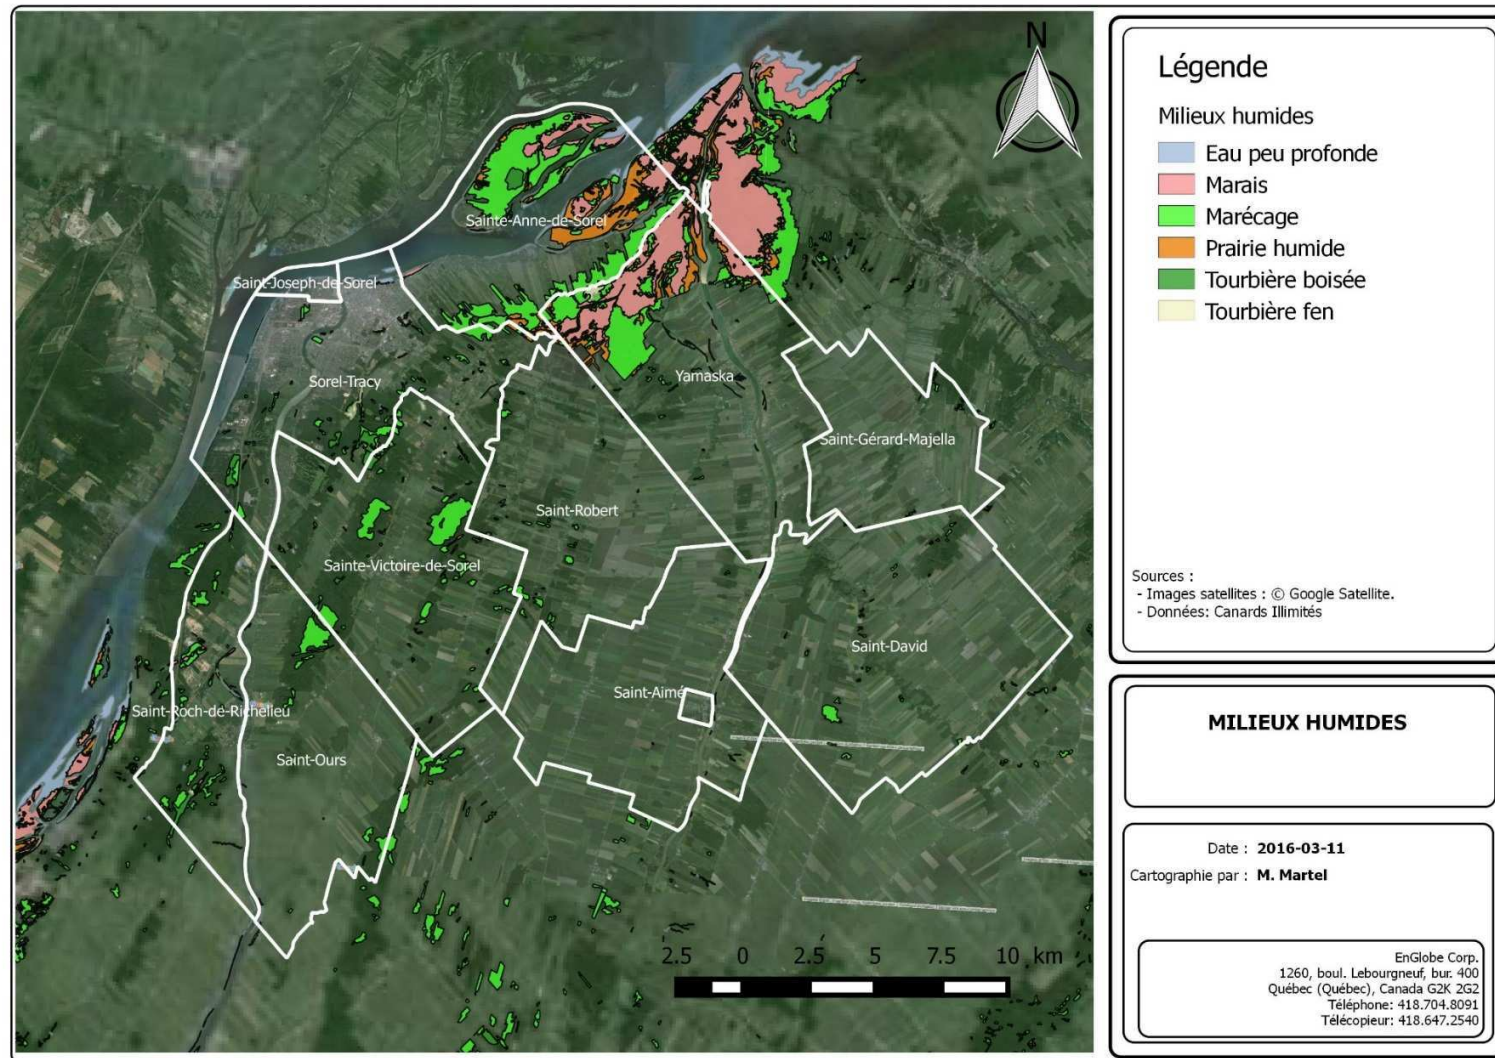 N
Sainte-Anne-de-Sorel
Saint-Joseph-de-Sorel
Sorel-Tracy
Yamaska
Saint-Gérard-Majella
Saint-Robert
Sainte-Victoire-de-Sorel
Saint-David
Saint-Aimé
Saint-Roch-de-Richelieu
Saint-Ours
2.5 0 2.5 5 7.5 10 km
Légende
Milieux humides
Eau peu profonde
Marais
Marécage
Prairie humide
Tourbière boisée
Tourbière fen
Sources :
- Images satellites : © Google Satellite.
- Données: Canards Illimités
MILIEUX HUMIDES
Date : 2016-03-11
Cartographie par : M. Martel
EnGlobe Corp.
1260, boul. Lebourgneuf, bur. 400
Québec (Québec), Canada G2K 2G2
Téléphone: 418.704.8091
Télécopieur: 418.647.2540